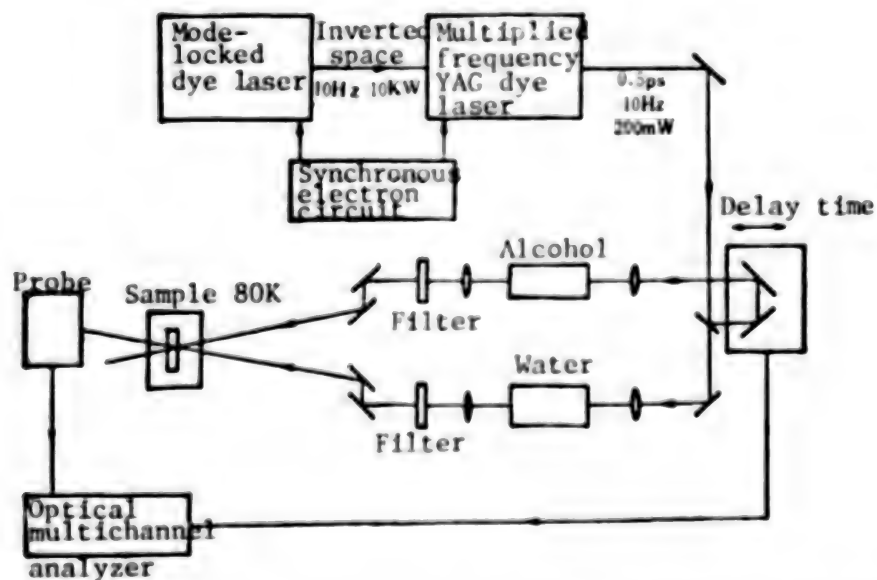 Mode-
locked
dye laser
Inverted
space
10Hz 10KW
Multiplied
frequency
YAG dye
laser
0.5ps
10Hz
200mW
Synchronous
electron
circuit
Delay time
Alcohol
Probe
Sample 80K
Filter
Water
Filter
Optical
multichannel
analyzer